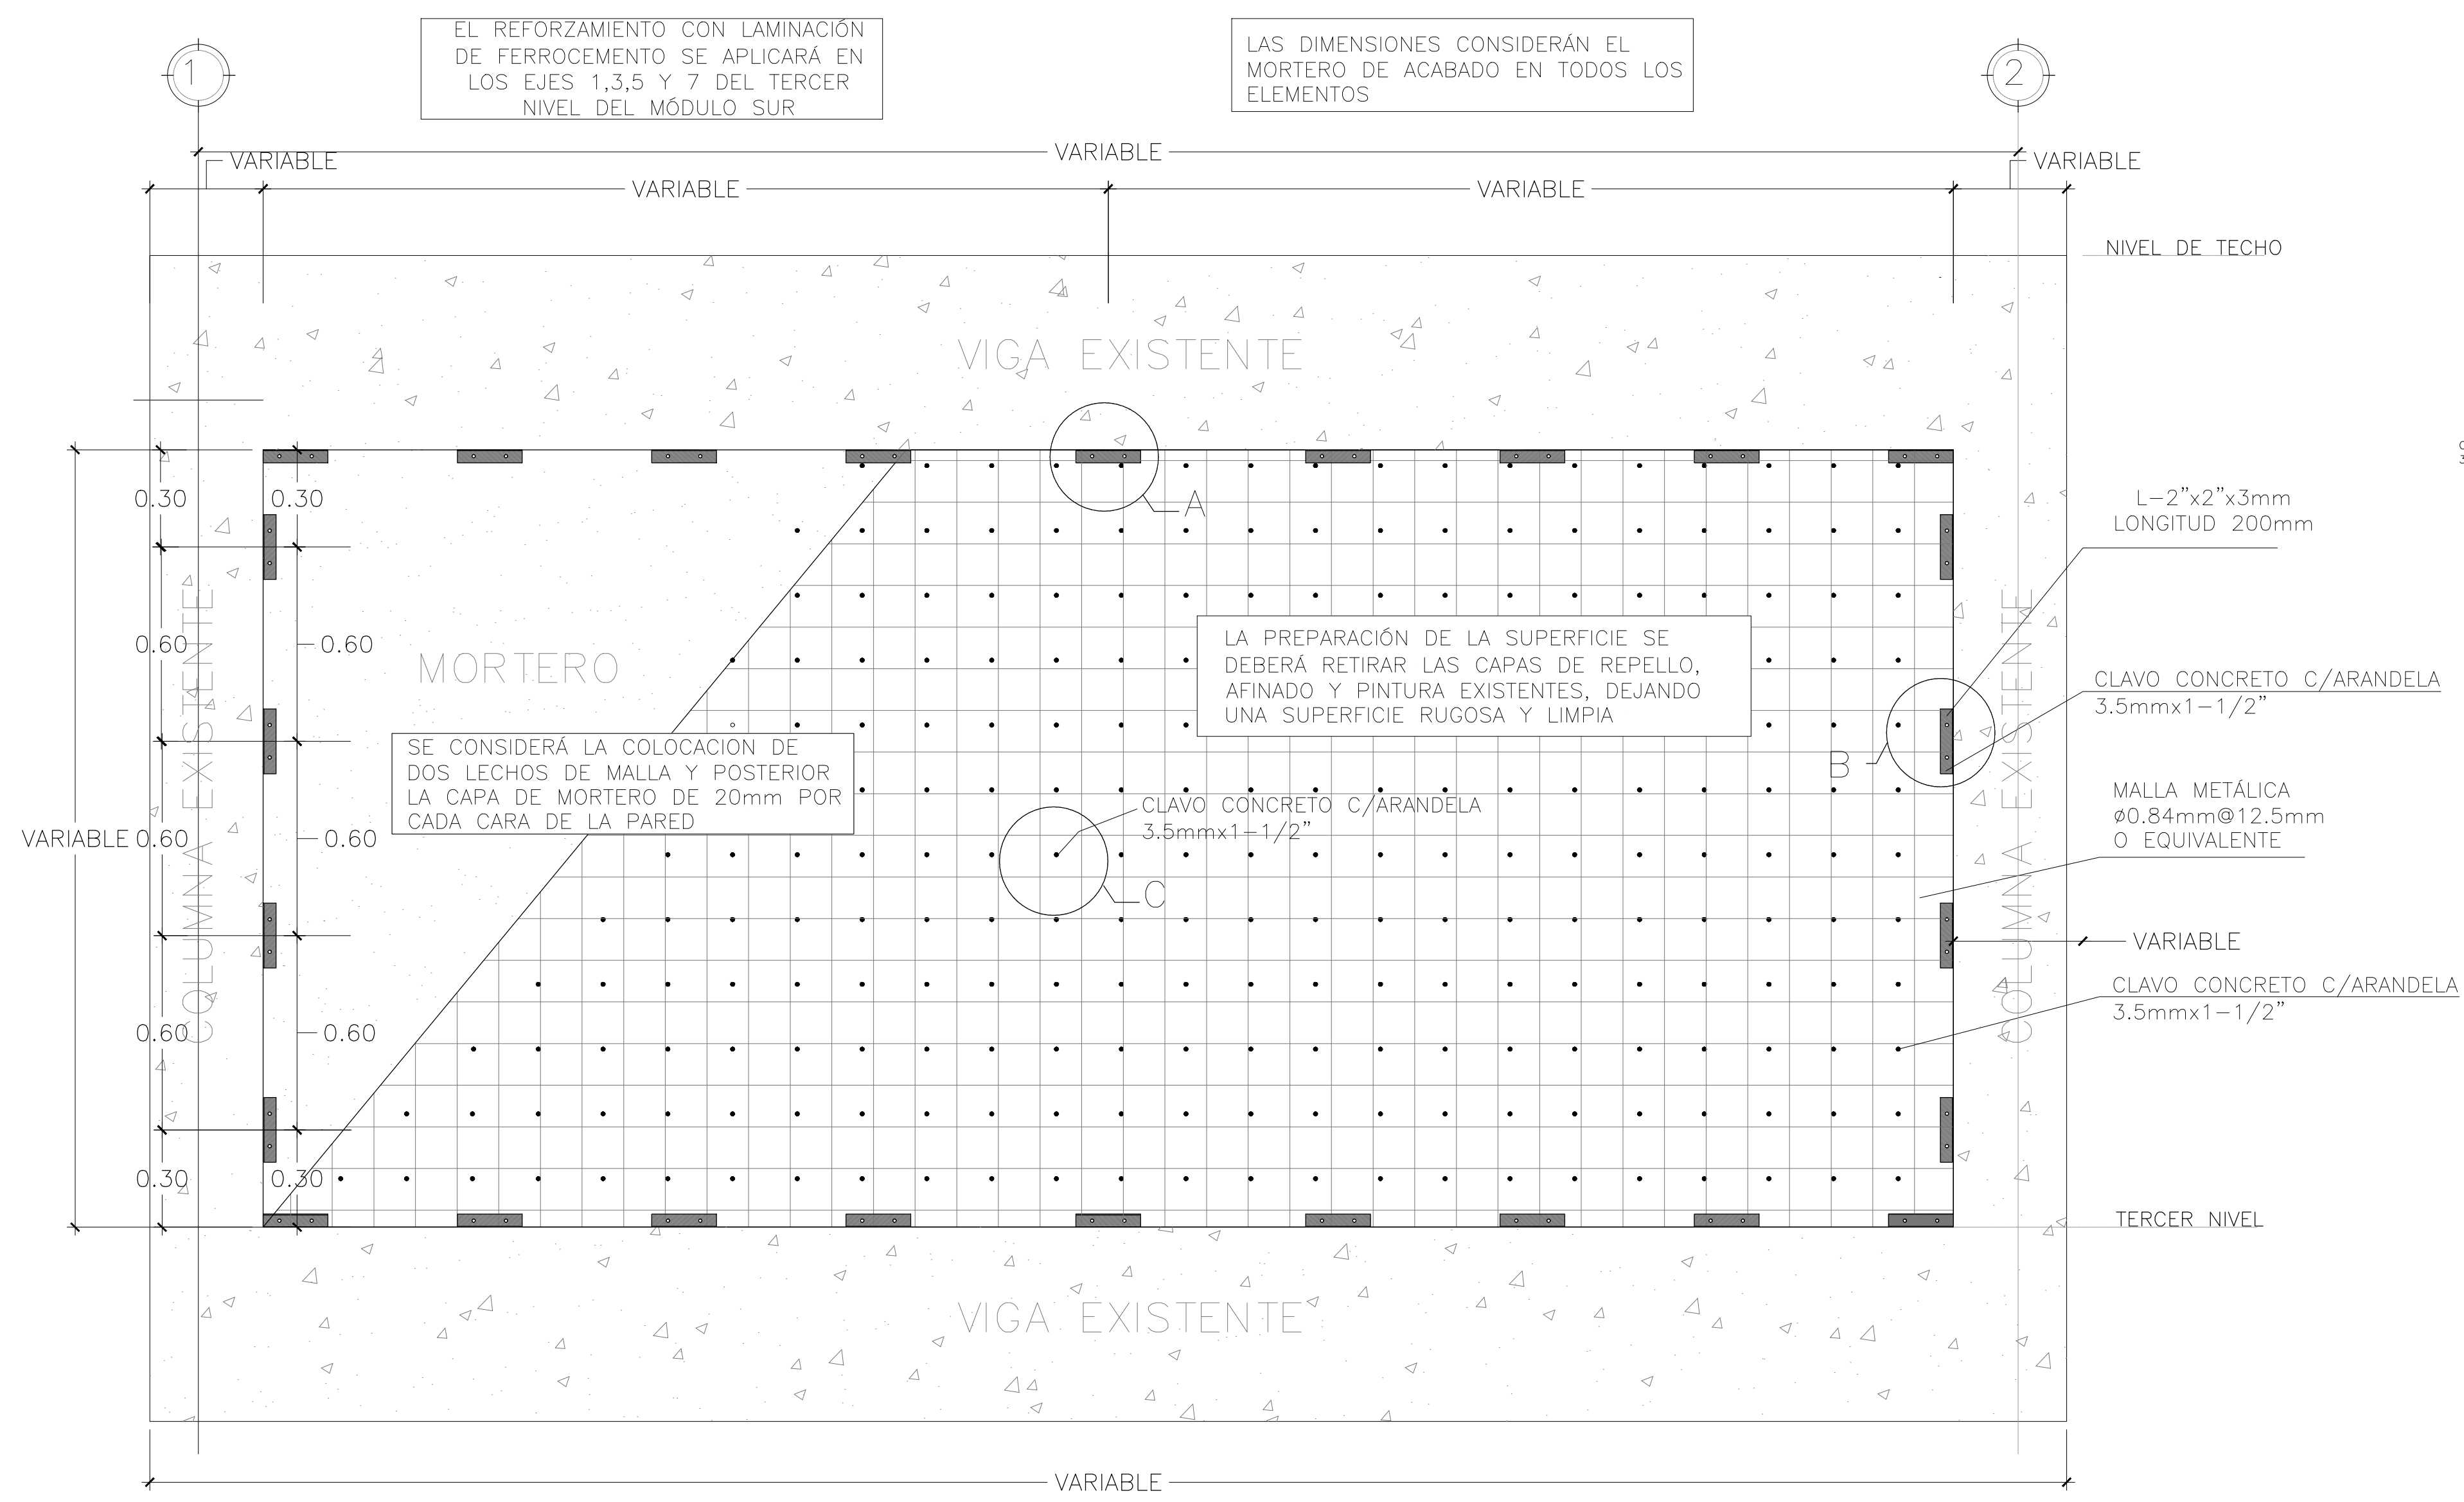 EL REFORZAMIENTO CON LAMINACIÓN
DE FERROCEMENTO SE APLICARÁ EN
LOS EJES 1,3,5 Y 7 DEL TERCER
NIVEL DEL MÓDULO SUR
LAS DIMENSIONES CONSIDERÁN EL
MORTERO DE ACABADO EN TODOS LOS
ELEMENTOS
1
2
VARIABLE
VARIABLE
VARIABLE
VARIABLE
VARIABLE
NIVEL DE TECHO
VIGA EXISTENTE
0.30
0.30
A
L-2"x2"x3mm
LONGITUD 200mm
0.60
0.60
MORTERO
LA PREPARACIÓN DE LA SUPERFICIE SE
DEBERÁ RETIRAR LAS CAPAS DE REPELLO,
AFINADO Y PINTURA EXISTENTES, DEJANDO
UNA SUPERFICIE RUGOSA Y LIMPIA
CLAVO CONCRETO C/ARANDELA
3.5mmx1-1/2"
SE CONSIDERÁ LA COLOCACION DE
DOS LECHOS DE MALLA Y POSTERIOR
LA CAPA DE MORTERO DE 20mm POR
CADA CARA DE LA PARED
B
CLAVO CONCRETO C/ARANDELA
3.5mmx1-1/2"
MALLA METÁLICA
ø0.84mm@12.5mm
O EQUIVALENTE
VARIABLE
0.60
0.60
COLUMNA EXISTENTE
COLUMNA EXISTENTE
C
VARIABLE
CLAVO CONCRETO C/ARANDELA
3.5mmx1-1/2"
0.60
0.60
0.30
0.30
TERCER NIVEL
VIGA EXISTENTE
VARIABLE